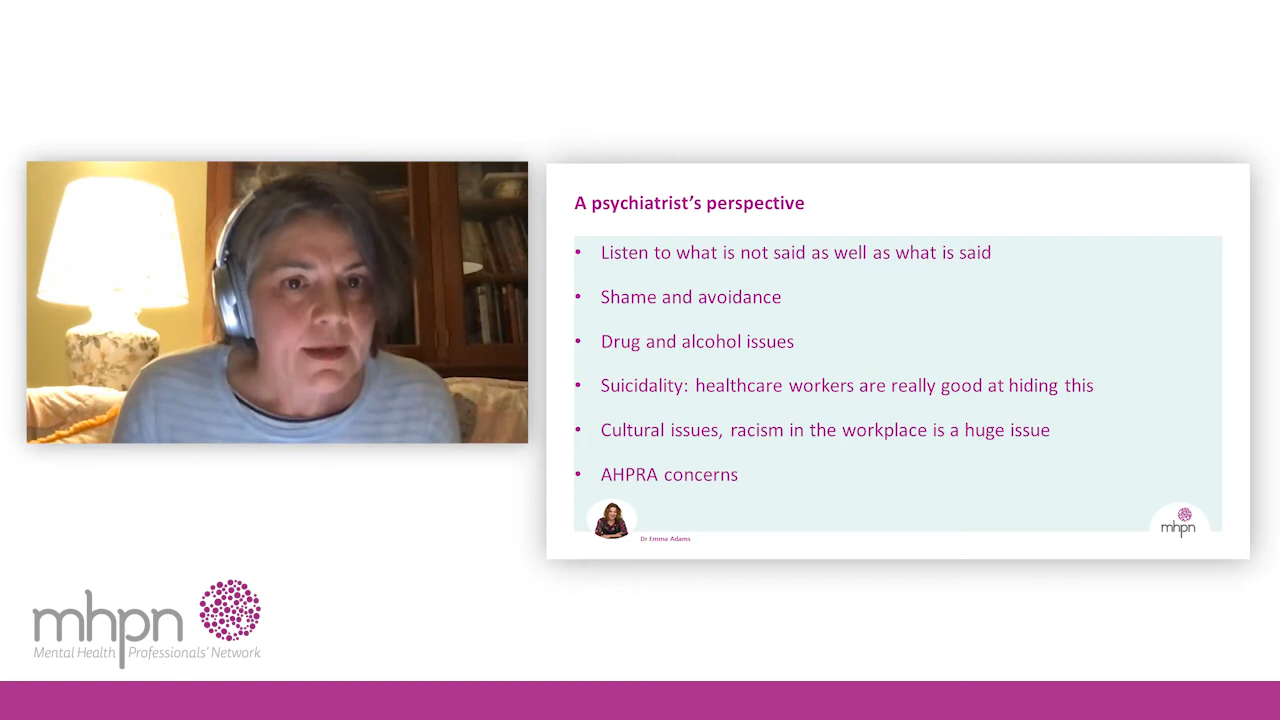 A psychiatrist’s perspective
• Listen to what is not said as well as what is said
• Shame and avoidance
• Drug and alcohol issues
• Suicidality: healthcare workers are really good at hiding this
• Cultural issues, racism in the workplace is a huge issue
• AHPRA concerns
Dr Emma Adams
mhpn
mhpn
Mental Health Professionals’ Network